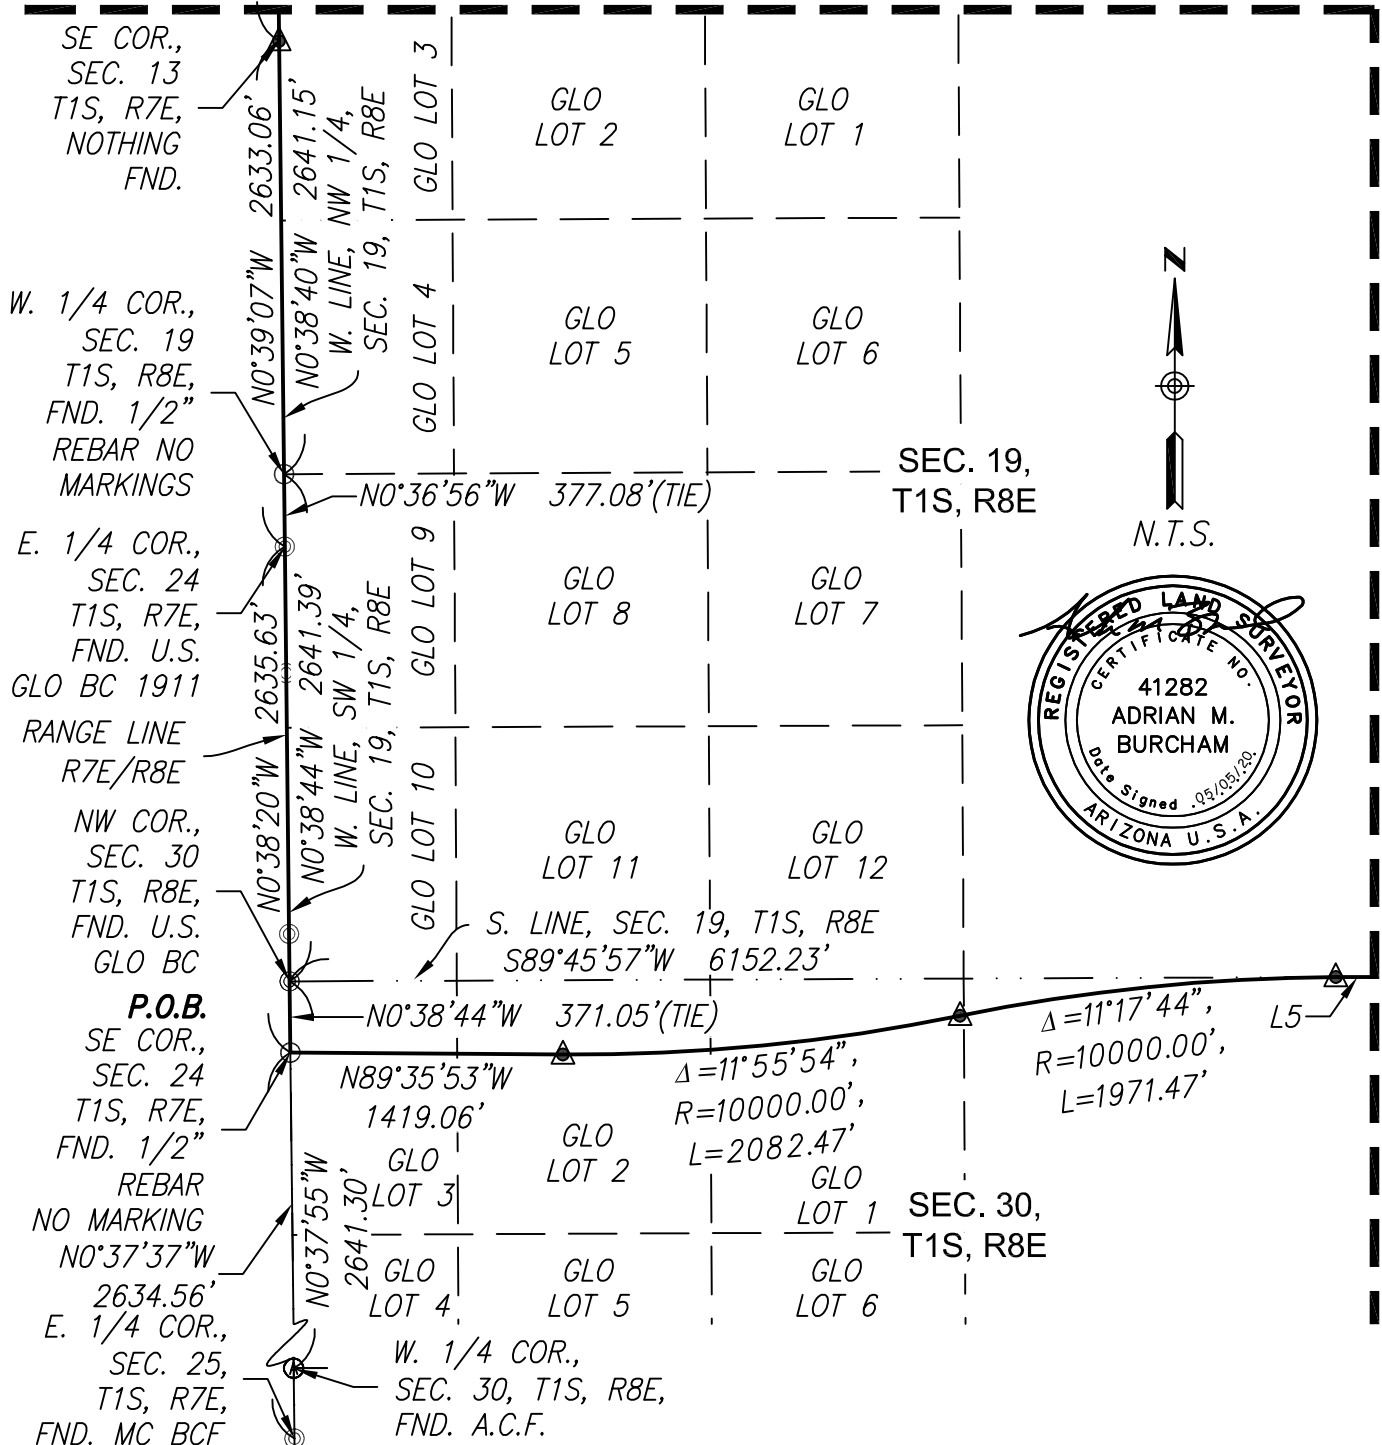 SE COR.,
SEC. 13
T1S, R7E,
NOTHING
FND.
N0°39'07"W 2633.06'
N0°38'40"W 2641.15'
W. LINE, NW 1/4,
SEC. 19, T1S, R8E
GLO LOT 3
GLO
LOT 2
GLO
LOT 1
W. 1/4 COR.,
SEC. 19
T1S, R8E,
FND. 1/2"
REBAR NO
MARKINGS
GLO LOT 4
GLO
LOT 5
GLO
LOT 6
N
N.T.S.
SEC. 19,
T1S, R8E
N0°36'56"W 377.08'(TIE)
E. 1/4 COR.,
SEC. 24
T1S, R7E,
FND. U.S.
GLO BC 1911
RANGE LINE
R7E/R8E
N0°38'20"W 2635.63'
N0°38'44"W 2641.39'
W. LINE, SW 1/4,
SEC. 19, T1S, R8E
GLO LOT 9
GLO
LOT 8
GLO
LOT 7
REGISTERED LAND SURVEYOR
CERTIFICATE NO.
41282
ADRIAN M.
BURCHAM
Date Signed 05/05/20
ARIZONA U.S.A.
NW COR.,
SEC. 30
T1S, R8E,
FND. U.S.
GLO BC
GLO LOT 10
GLO
LOT 11
GLO
LOT 12
S. LINE, SEC. 19, T1S, R8E
S89°45'57"W 6152.23'
P.O.B.
SE COR.,
SEC. 24
T1S, R7E,
FND. 1/2"
REBAR
NO MARKING
N0°38'44"W 371.05'(TIE)
N89°35'53"W
1419.06'
Δ=11°55'54",
R=10000.00',
L=2082.47'
Δ=11°17'44",
R=10000.00',
L=1971.47'
L5
N0°37'37"W
2634.56'
N0°37'55"W
2641.30'
GLO
LOT 3
GLO
LOT 2
GLO
LOT 1
SEC. 30,
T1S, R8E
GLO
LOT 4
GLO
LOT 5
GLO
LOT 6
E. 1/4 COR.,
SEC. 25,
T1S, R7E,
FND. MC BCF
W. 1/4 COR.,
SEC. 30, T1S, R8E,
FND. A.C.F.